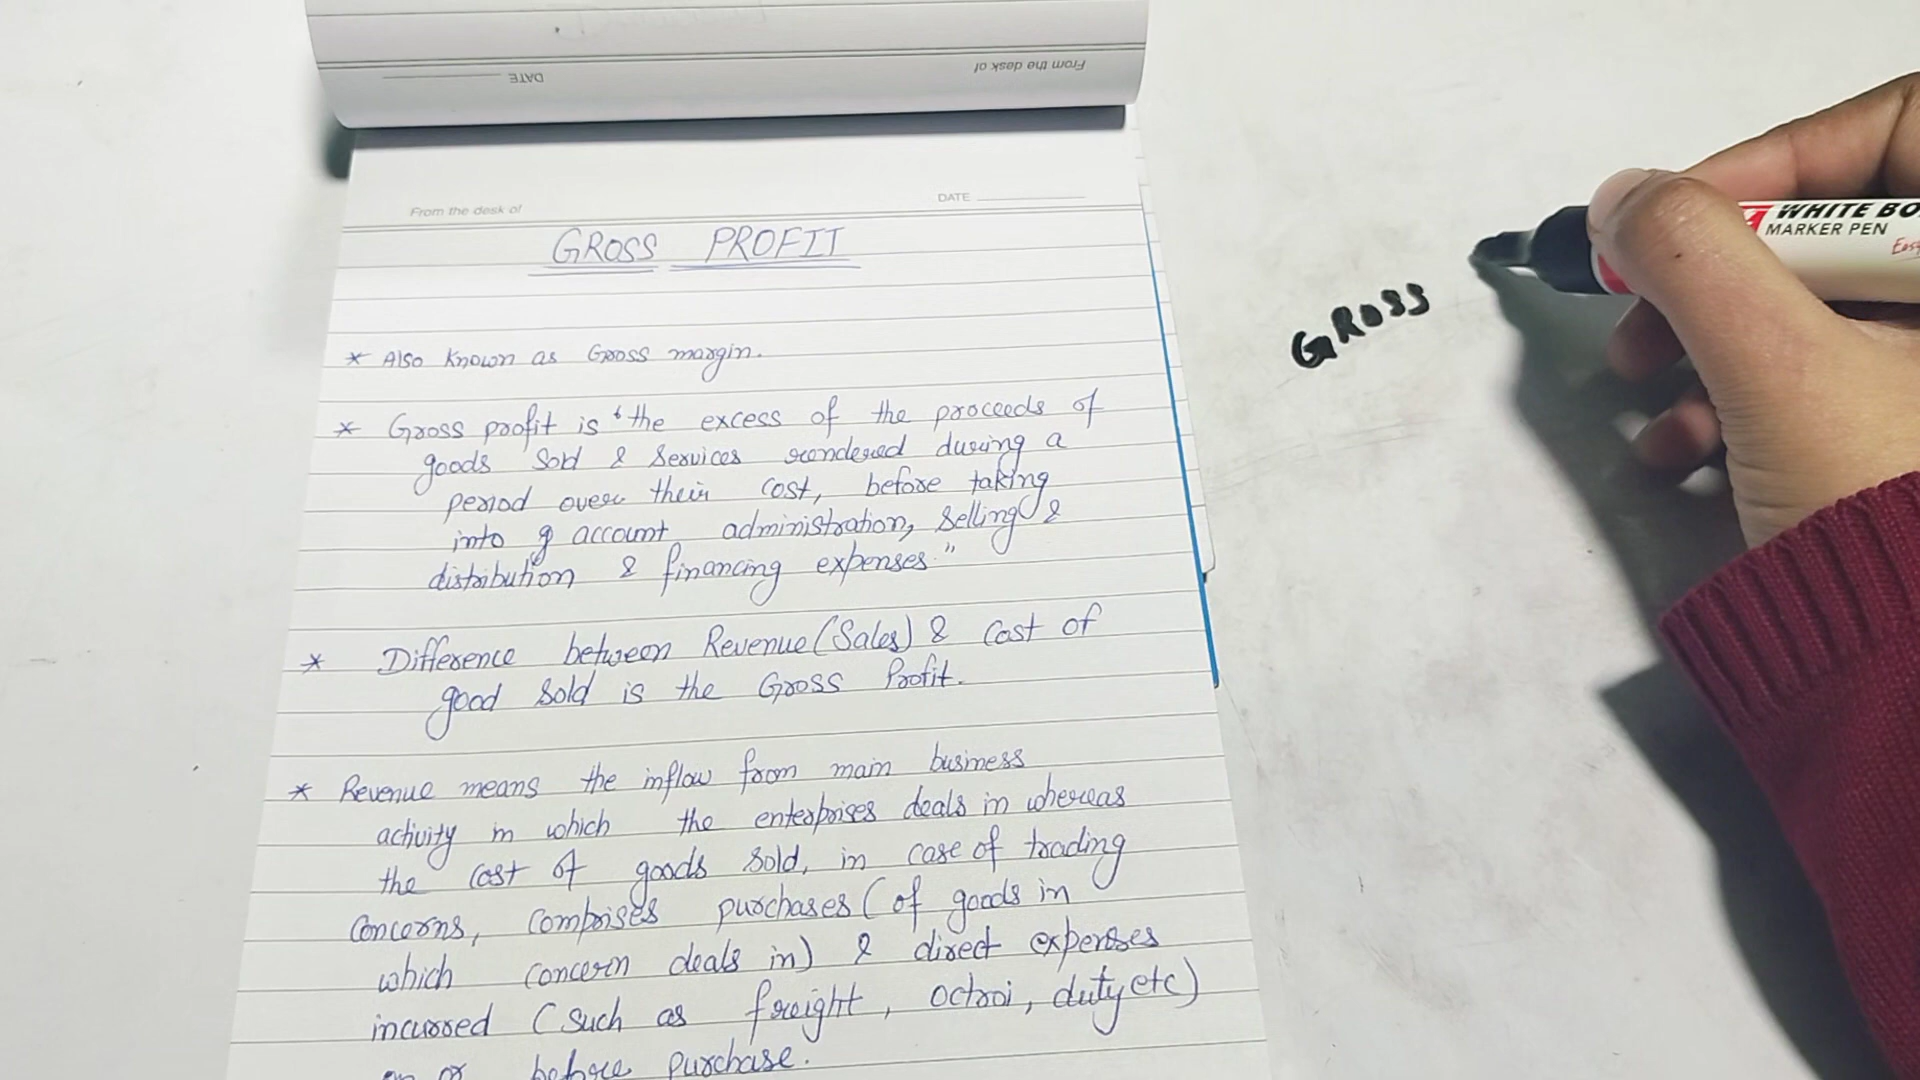 From the desk of
DATE
From the desk of
DATE
GROSS PROFIT
* Also known as Gross margin.
* Gross profit is "the excess of the proceeds of
goods sold & services rendered during a
period over their cost, before taking
into account administration, selling &
distribution & financing expenses."
* Difference between Revenue (Sales) & cost of
good sold is the Gross Profit.
* Revenue means the inflow from main business
activity in which the enterprises deals in whereas
the cost of goods sold, in case of trading
concerns, comprises purchases (of goods in
which concern deals in) & direct expenses
incurred (such as freight, octroi, duty etc)
on or before purchase.
GROSS
WHITE BO
MARKER PEN
Easy